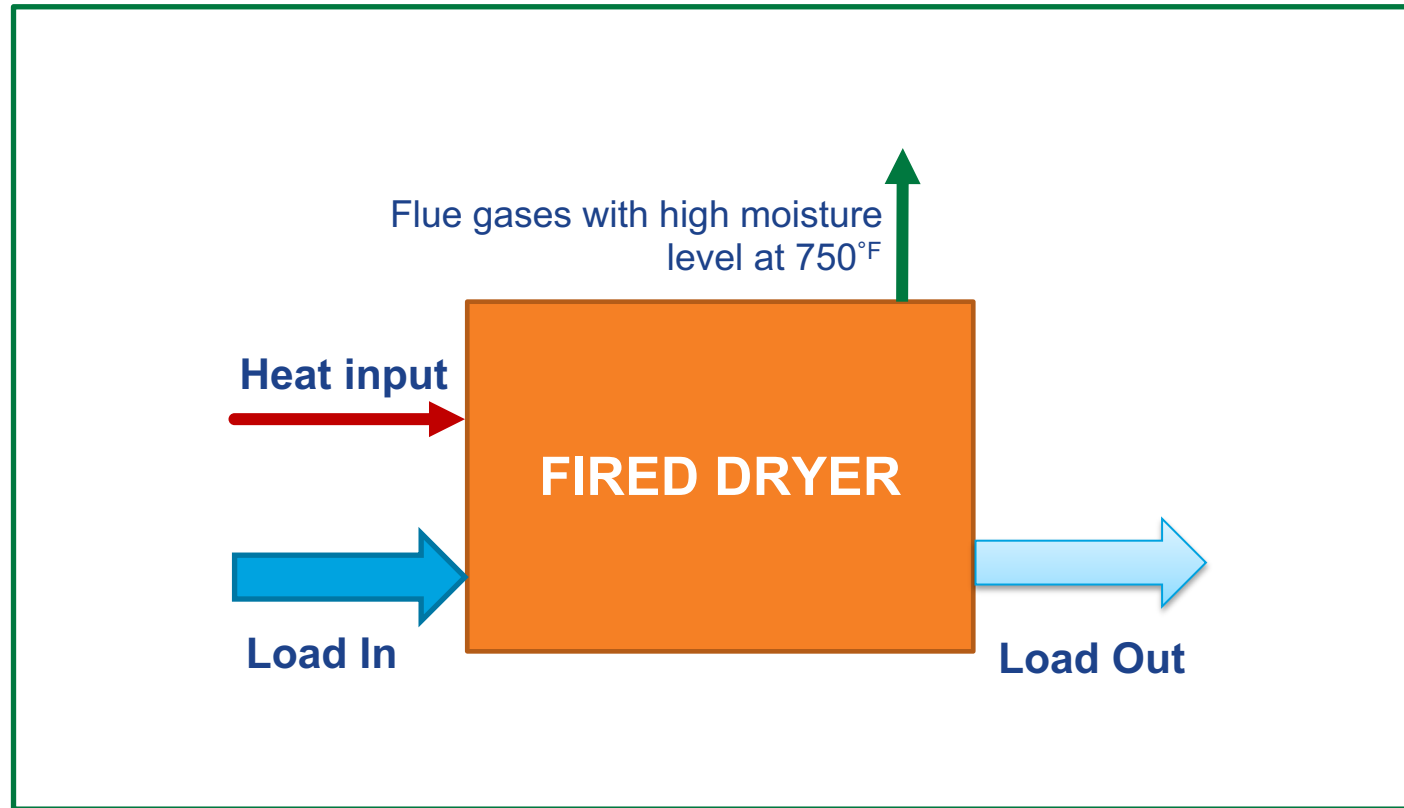 Flue gases with high moisture
level at 750°F
Heat input
FIRED DRYER
Load In
Load Out